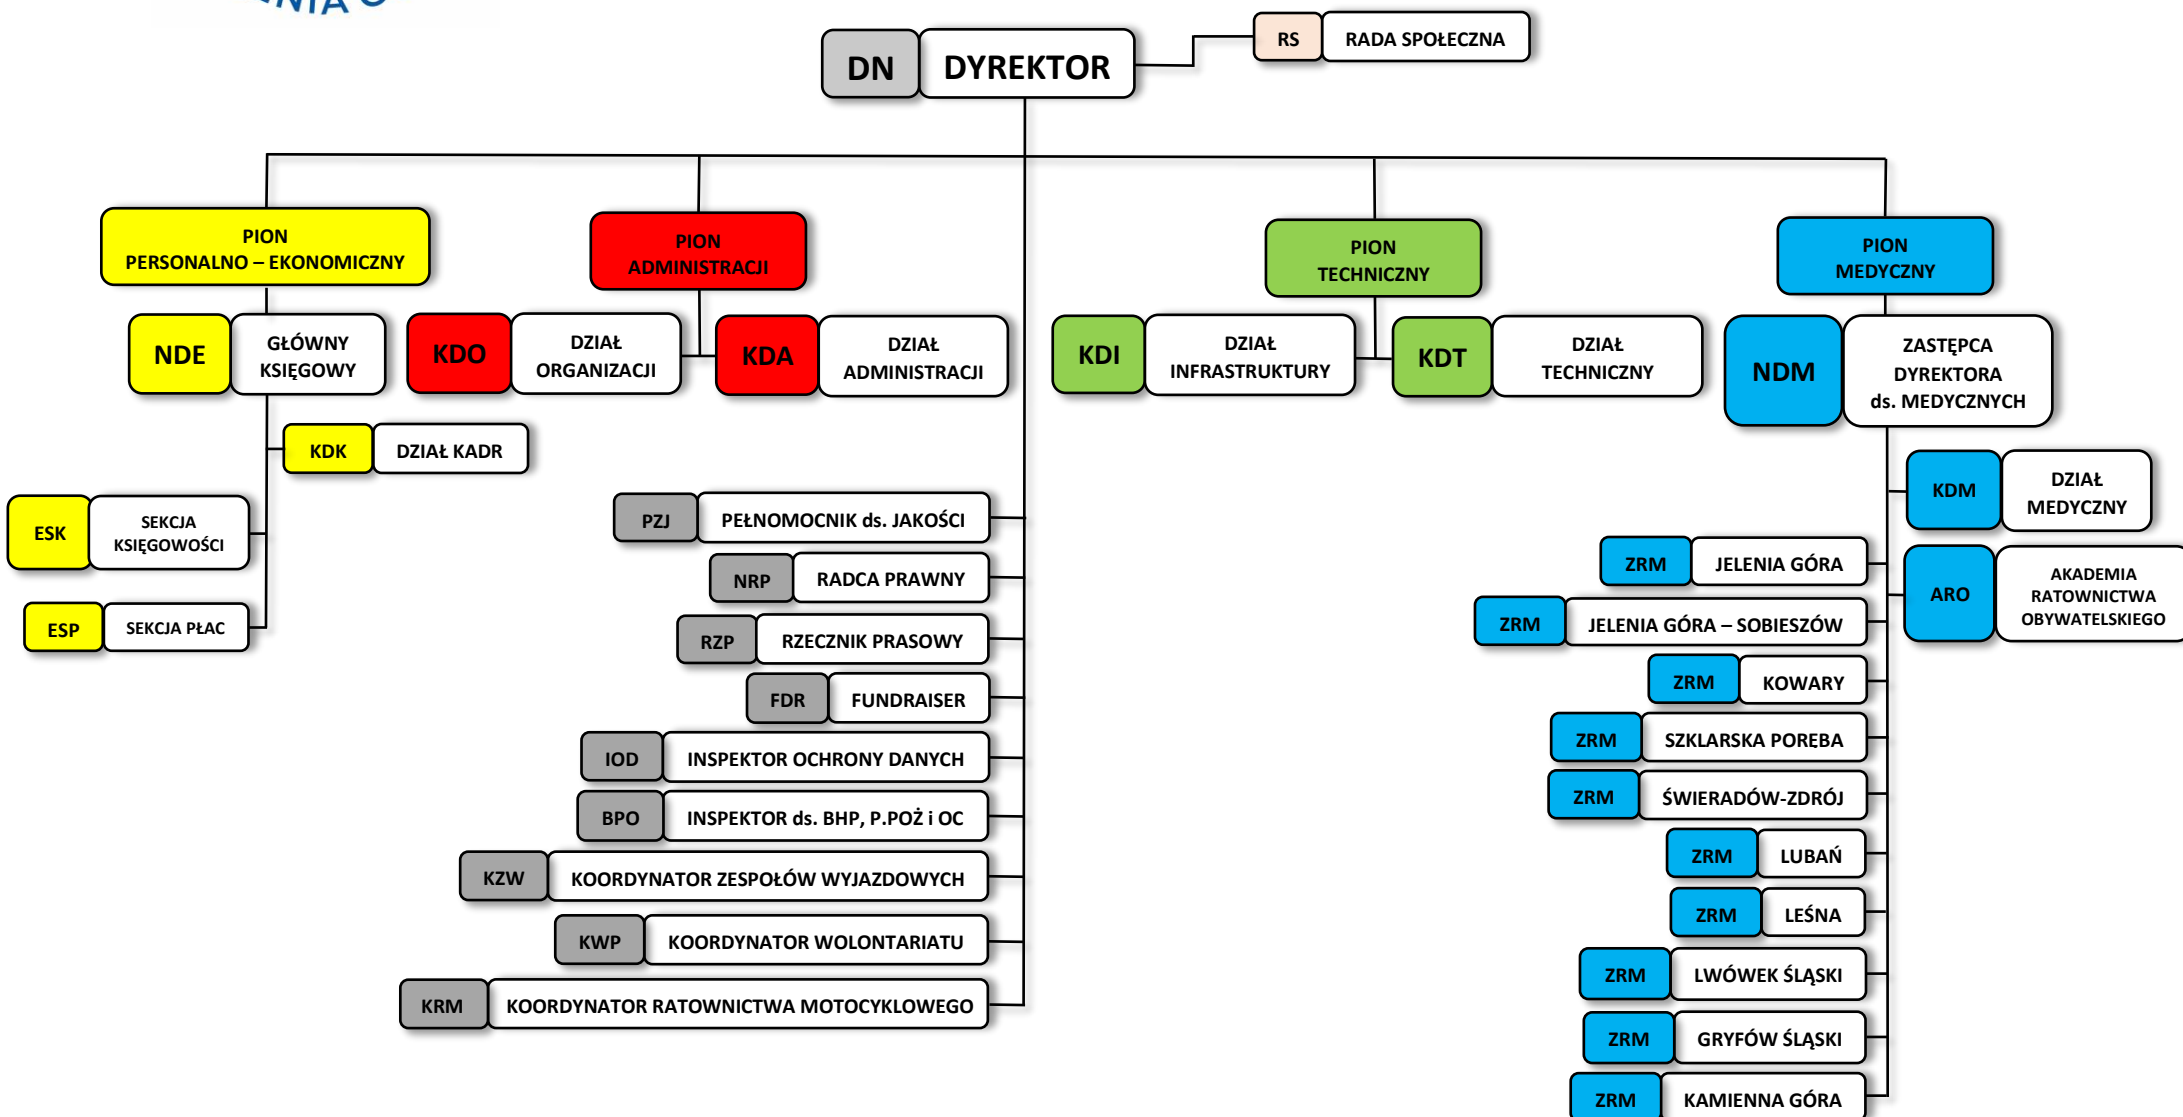 ENIA
DN DYREKTOR
RS RADA SPOŁECZNA
PION
PERSONALNO – EKONOMICZNY
PION
ADMINISTRACJI
PION
TECHNICZNY
PION
MEDYCZNY
NDE GŁÓWNY
KSIĘGOWY
KDO DZIAŁ
ORGANIZACJI
KDA DZIAŁ
ADMINISTRACJI
KDI DZIAŁ
INFRASTRUKTURY
KDT DZIAŁ
TECHNICZNY
NDM ZASTĘPCA
DYREKTORA
ds. MEDYCZNYCH
KDK DZIAŁ KADR
ESK SEKCJA
KSIĘGOWOŚCI
ESP SEKCJA PŁAC
PZJ PEŁNOMOCNIK ds. JAKOŚCI
NRP RADCA PRAWNY
RZP RZECZNIK PRASOWY
FDR FUNDRAISER
IOD INSPEKTOR OCHRONY DANYCH
BPO INSPEKTOR ds. BHP, P.POŻ i OC
KZW KOORDYNATOR ZESPOŁÓW WYJAZDOWYCH
KWP KOORDYNATOR WOLONTARIATU
KRM KOORDYNATOR RATOWNICTWA MOTOCYKLOWEGO
KDM DZIAŁ
MEDYCZNY
ARO AKADEMIA
RATOWNICTWA
OBYWATELSKIEGO
ZRM JELENIA GÓRA
ZRM JELENIA GÓRA – SOBIESZÓW
ZRM KOWARY
ZRM SZKLARSKA PORĘBA
ZRM ŚWIERADÓW-ZDRÓJ
ZRM LUBAŃ
ZRM LEŚNA
ZRM LWÓWEK ŚLĄSKI
ZRM GRYFÓW ŚLĄSKI
ZRM KAMIENNA GÓRA